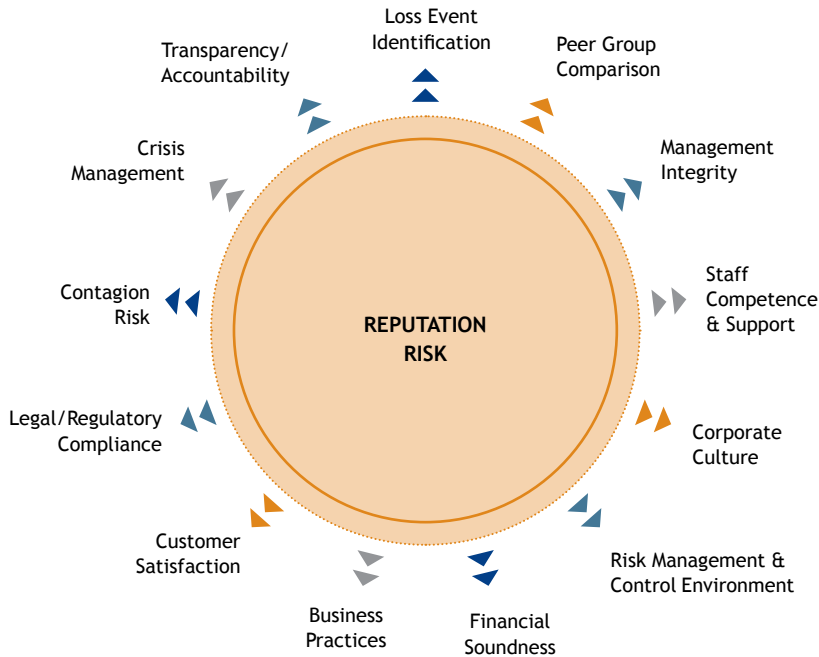 Loss Event
Identification
Peer Group
Comparison
Management
Integrity
Staff
Competence
& Support
Corporate
Culture
Risk Management &
Control Environment
Financial
Soundness
Business
Practices
Customer
Satisfaction
Legal/Regulatory
Compliance
Contagion
Risk
Crisis
Management
Transparency/
Accountability
REPUTATION
RISK